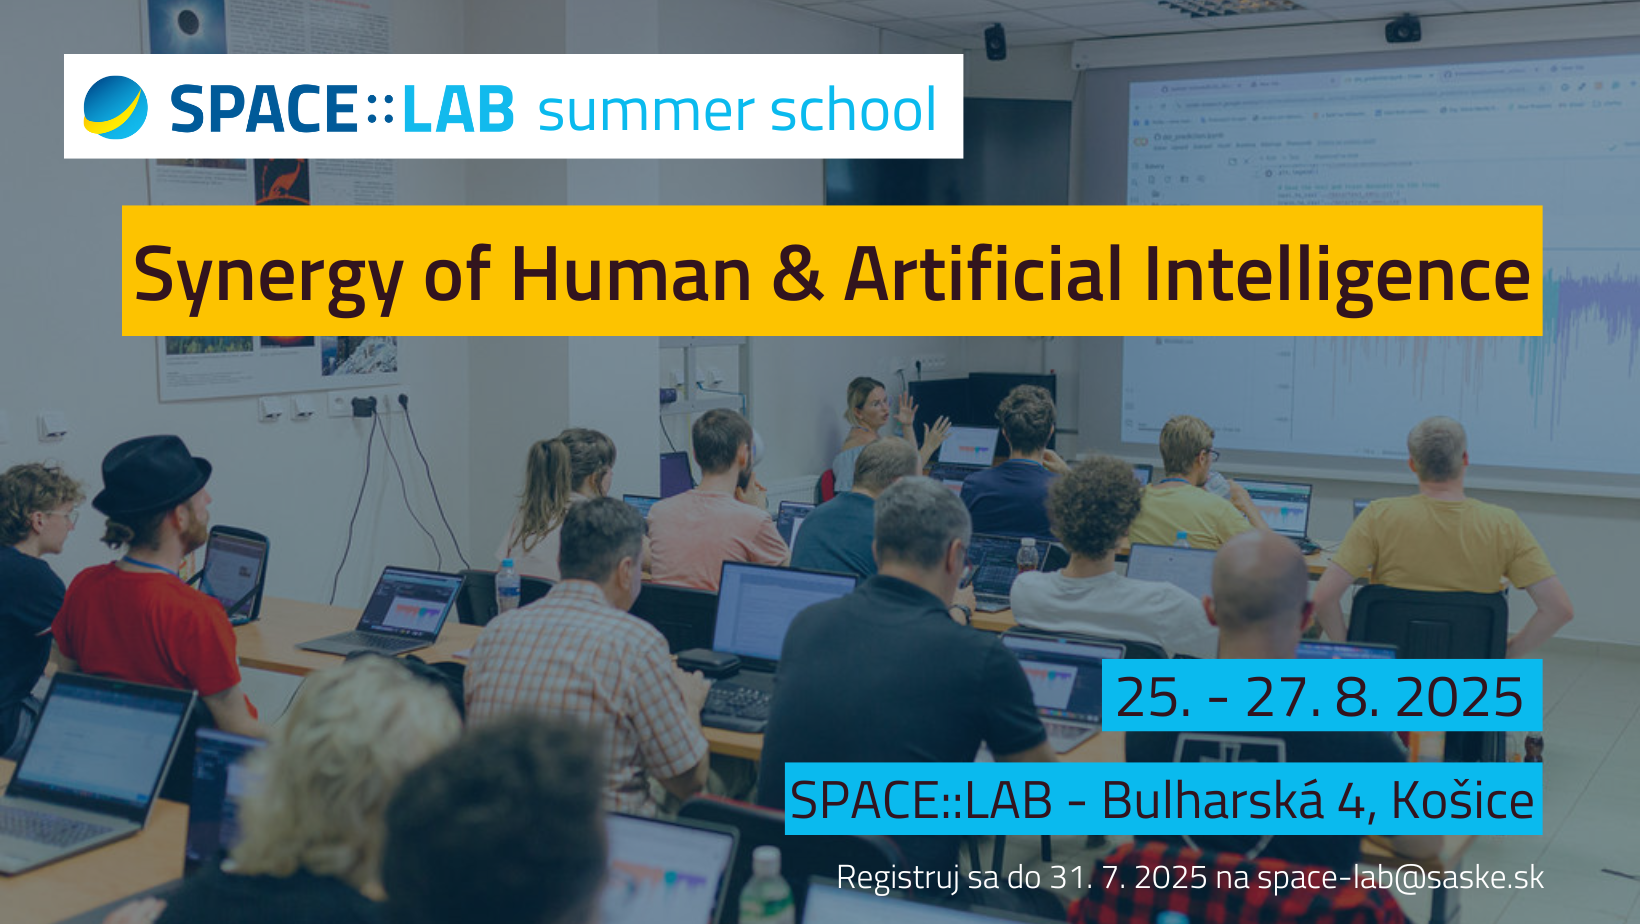 SPACE::LAB summer school
Synergy of Human & Artificial Intelligence
25. - 27. 8. 2025
SPACE::LAB - Bulharská 4, Košice
Registruj sa do 31. 7. 2025 na space-lab@saske.sk